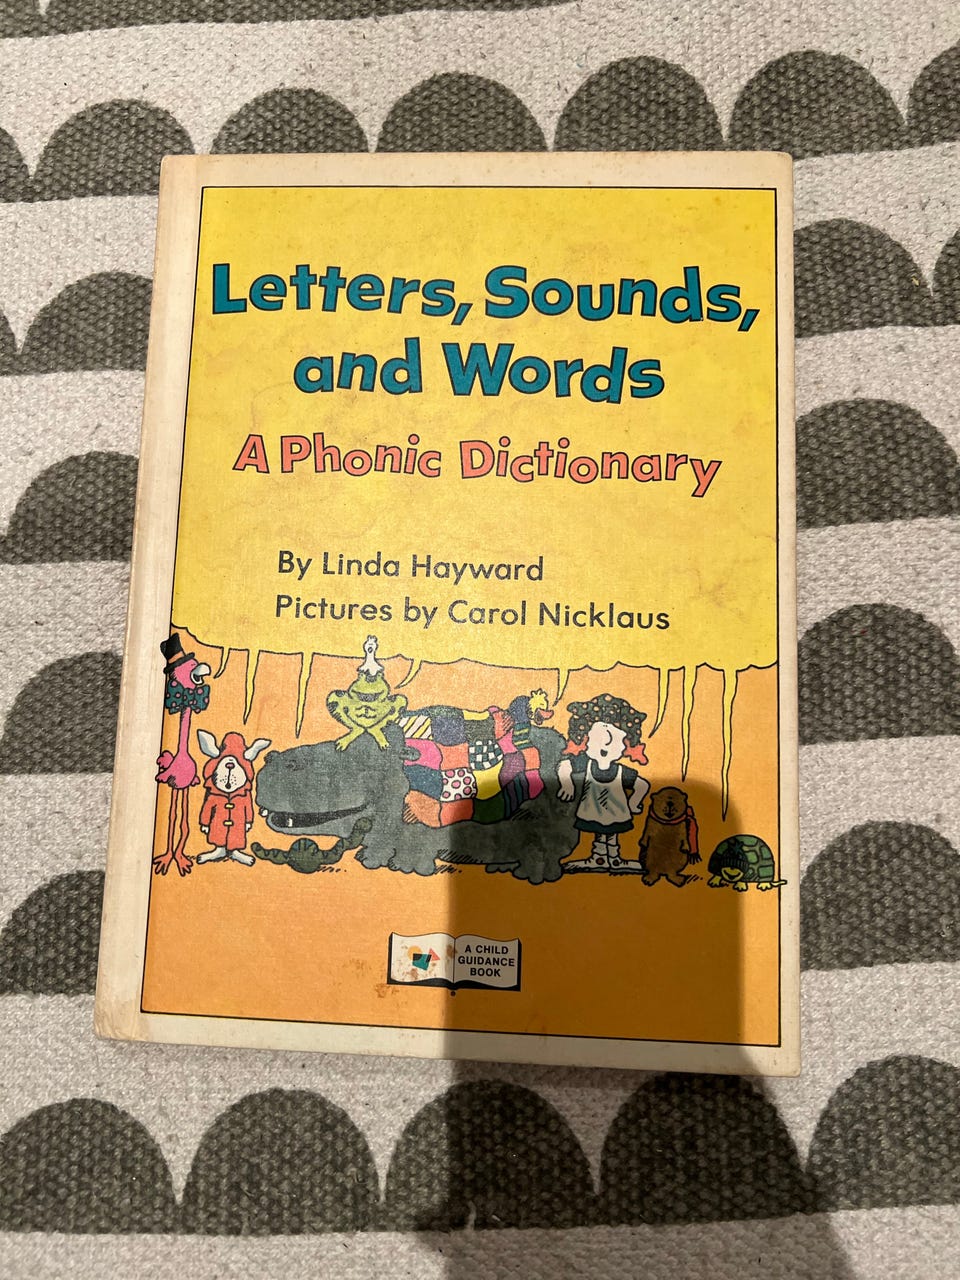 Letters, Sounds,
and Words
A Phonic Dictionary
By Linda Hayward
Pictures by Carol Nicklaus
A CHILD
GUIDANCE
BOOK